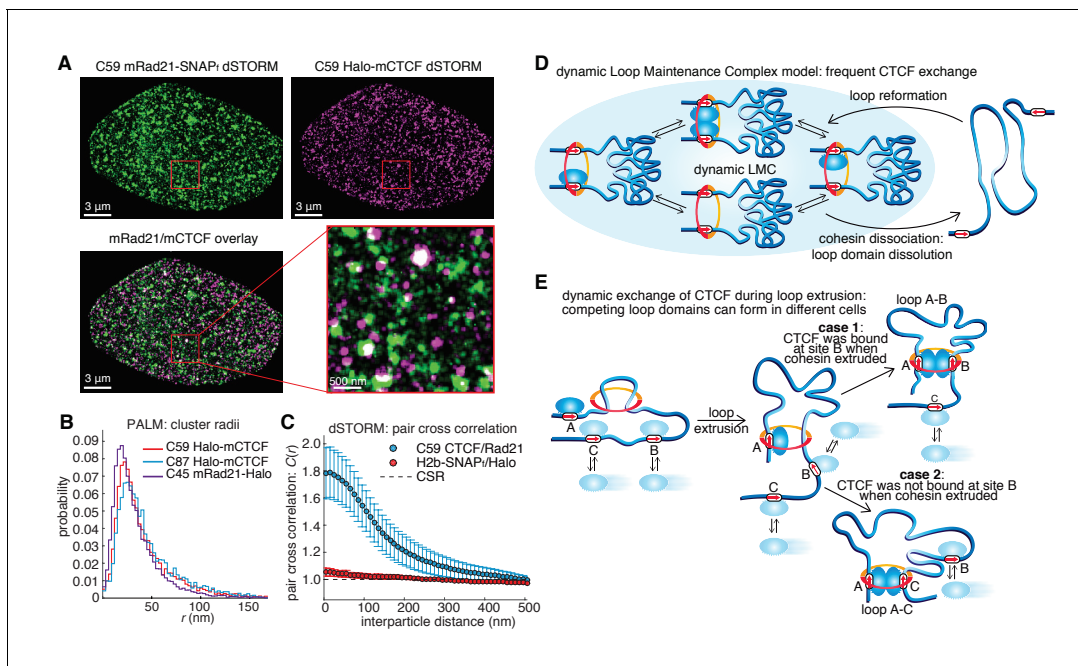 A
C59 mRad21-SNAPf dSTORM
C59 Halo-mCTCF dSTORM
3 μm
3 μm
mRad21/mCTCF overlay
3 μm
500 nm
B
PALM: cluster radii
C59 Halo-mCTCF
C87 Halo-mCTCF
C45 mRad21-Halo
probability
0.09
0.08
0.07
0.06
0.05
0.04
0.03
0.02
0.01
0
50
100
150
r (nm)
C
dSTORM: pair cross correlation
C59 CTCF/Rad21
H2b-SNAPf/Halo
CSR
pair cross correlation: C(r)
2.0
1.8
1.6
1.4
1.2
1.0
0
100
200
300
400
500
interparticle distance (nm)
D
dynamic Loop Maintenance Complex model: frequent CTCF exchange
loop reformation
dynamic LMC
cohesin dissociation:
loop domain dissolution
E
dynamic exchange of CTCF during loop extrusion:
competing loop domains can form in different cells
A
C
B
loop
extrusion
A
B
C
case 1:
CTCF was bound
at site B when
cohesin extruded
loop A-B
A
B
C
case 2:
CTCF was not bound at site B
when cohesin extruded
A
C
B
loop A-C